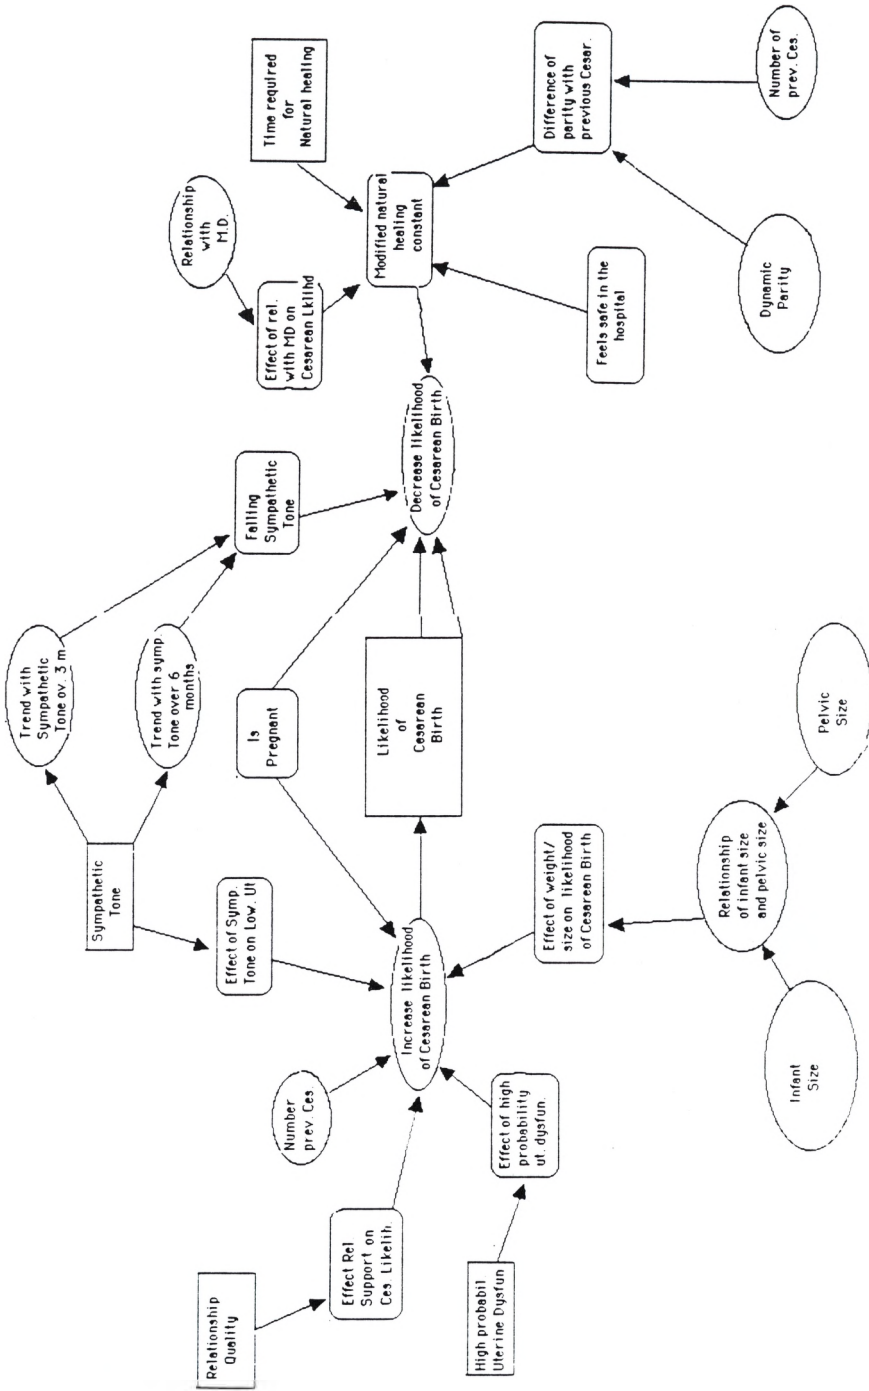 Relationship
Quality
Effect Rel
Support on
Ces. Likelih.
High probabil
Uterine Dysfun
Number
prev. Ces.
Effect of high
probability
ut. dysfun.
Sympathetic
Tone
Effect of Symp.
Tone on Low. Ut
Increase likelihood
of Cesarean Birth
Effect of weight/
size on likelihood
of Cesarean Birth
Relationship
of infant size
and pelvic size
Infant
Size
Pelvic
Size
Trend with
Sympathetic
Tone ov. 3 m
Trend with symp.
Tone over 6
months
Is
Pregnant
Likelihood
of
Cesarean
Birth
Falling
Sympathetic
Tone
Decrease likelihood
of Cesarean Birth
Relationship
with
M.D.
Effect of rel.
with MD on
Cesarean Lklihd
Time required
for
Natural healing
Modified natural
healing
constant
Feels safe in the
hospital
Difference of
parity with
previous Cesar.
Dynamic
Parity
Number of
prev. Ces.